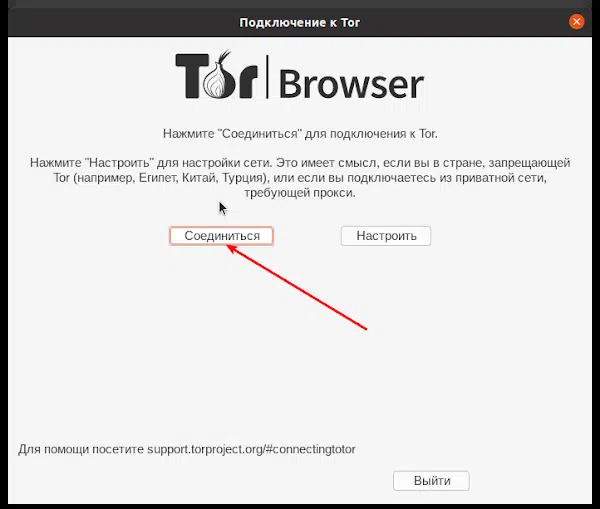 Подключение к Tor
Tor Browser
Нажмите "Соединиться" для подключения к Tor.
Нажмите "Настроить" для настройки сети. Это имеет смысл, если вы в стране, запрещающей
Tor (например, Египет, Китай, Турция), или если вы подключаетесь из приватной сети,
требующей прокси.
Соединиться Настроить
Для помощи посетите support.torproject.org/#connectingtotor
Выйти